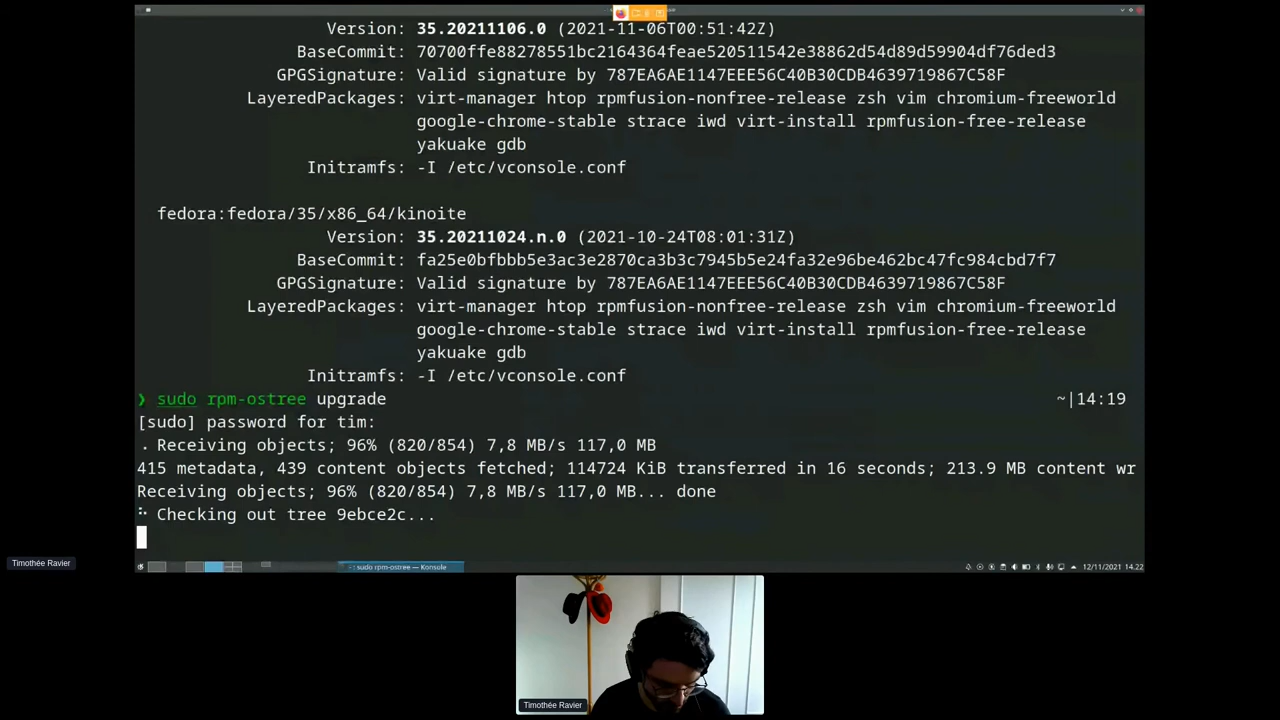 Version: 35.20211106.0 (2021-11-06T00:51:42Z)
BaseCommit: 70700ffe88278551bc2164364feae520511542e38862d54d89d59904df76ded3
GPGSignature: Valid signature by 787EA6AE1147EEE56C40B30CDB4639719867C58F
LayeredPackages: virt-manager htop rpmfusion-nonfree-release zsh vim chromium-freeworld
google-chrome-stable strace iwd virt-install rpmfusion-free-release
yakuake gdb
Initramfs: -I /etc/vconsole.conf
fedora:fedora/35/x86_64/kinoite
Version: 35.20211024.n.0 (2021-10-24T08:01:31Z)
BaseCommit: fa25e0bfbbb5e3ac3e2870ca3b3c7945b5e24fa32e96be462bc47fc984cbd7f7
GPGSignature: Valid signature by 787EA6AE1147EEE56C40B30CDB4639719867C58F
LayeredPackages: virt-manager htop rpmfusion-nonfree-release zsh vim chromium-freeworld
google-chrome-stable strace iwd virt-install rpmfusion-free-release
yakuake gdb
Initramfs: -I /etc/vconsole.conf
❯ sudo rpm-ostree upgrade ~|14:19
[sudo] password for tim:
⠠ Receiving objects; 96% (820/854) 7,8 MB/s 117,0 MB
415 metadata, 439 content objects fetched; 114724 KiB transferred in 16 seconds; 213.9 MB content wr
Receiving objects; 96% (820/854) 7,8 MB/s 117,0 MB... done
⠓ Checking out tree 9ebce2c...
Timothée Ravier
~: sudo rpm-ostree — Konsole
12/11/2021 14.22
Timothée Ravier